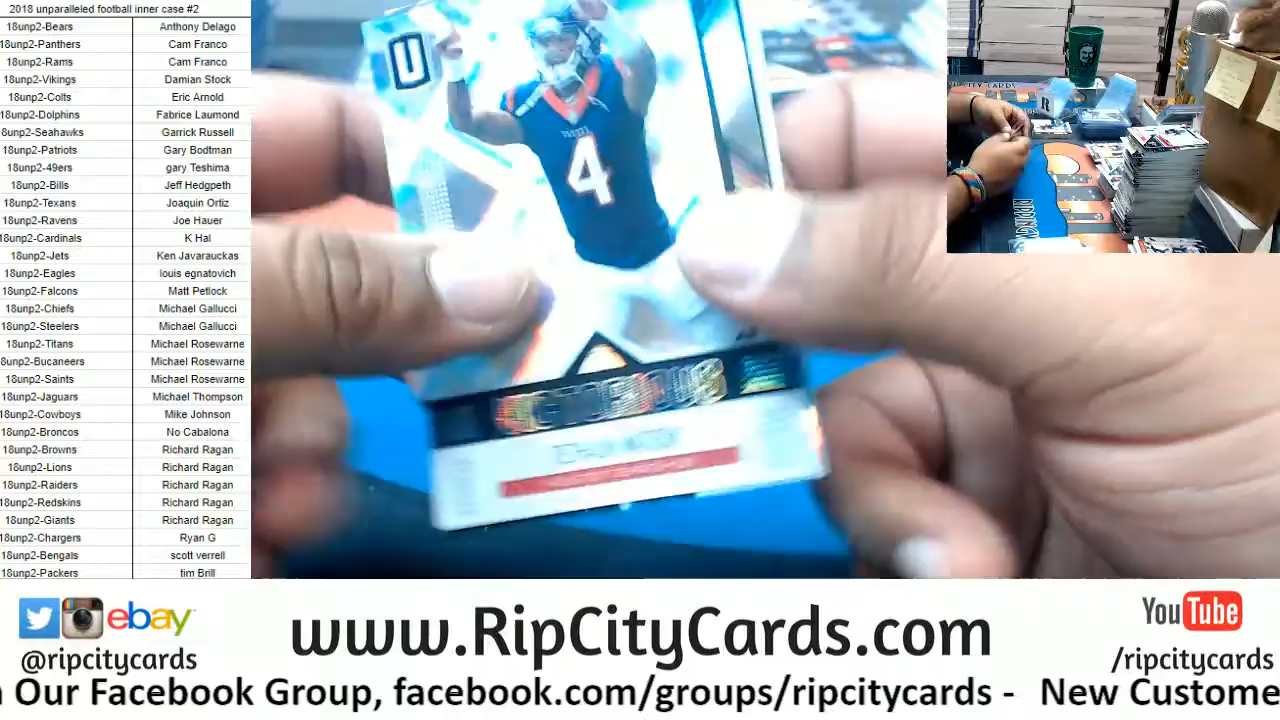 2018 unparalleled football inner case #2
18unp2-Bears Anthony Delago
18unp2-Panthers Cam Franco
18unp2-Rams Cam Franco
18unp2-Vikings Damian Stock
18unp2-Colts Eric Arnold
18unp2-Dolphins Fabrice Laumond
18unp2-Seahawks Garrick Russell
18unp2-Patriots Gary Bodtman
18unp2-49ers gary Teshima
18unp2-Bills Jeff Hedgpeth
18unp2-Texans Joaquin Ortiz
18unp2-Ravens Joe Hauer
18unp2-Cardinals K Hal
18unp2-Jets Ken Javarauckas
18unp2-Eagles louis egnatovich
18unp2-Falcons Matt Petlock
18unp2-Chiefs Michael Gallucci
18unp2-Steelers Michael Gallucci
18unp2-Titans Michael Rosewarne
18unp2-Bucaneers Michael Rosewarne
18unp2-Saints Michael Rosewarne
18unp2-Jaguars Michael Thompson
18unp2-Cowboys Mike Johnson
18unp2-Broncos No Cabalona
18unp2-Browns Richard Ragan
18unp2-Lions Richard Ragan
18unp2-Raiders Richard Ragan
18unp2-Redskins Richard Ragan
18unp2-Giants Richard Ragan
18unp2-Chargers Ryan G
18unp2-Bengals scott verrell
18unp2-Packers tim Brill
U
4
ebay
@ripcitycards
www.RipCityCards.com
YouTube
/ripcitycards
Our Facebook Group, facebook.com/groups/ripcitycards - New Custome